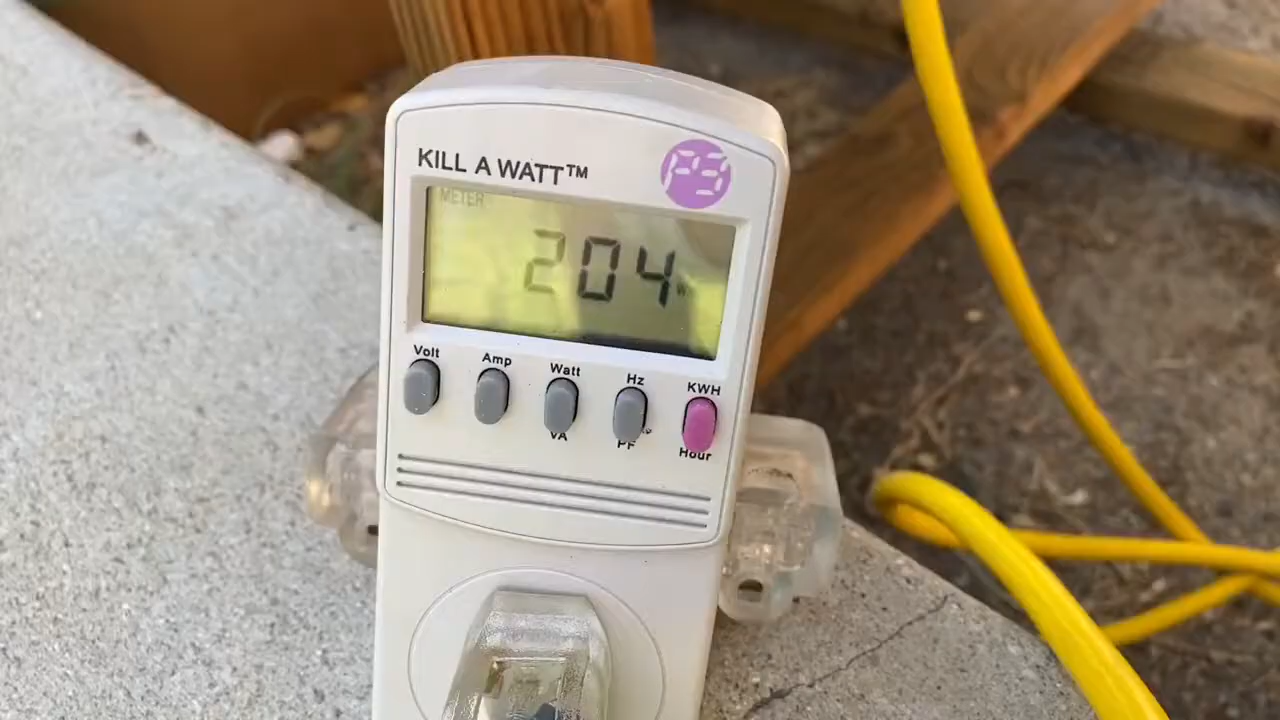 KILL A WATT™
P3
METER
204
W
Volt Amp Watt Hz KWH
VA PF Hour